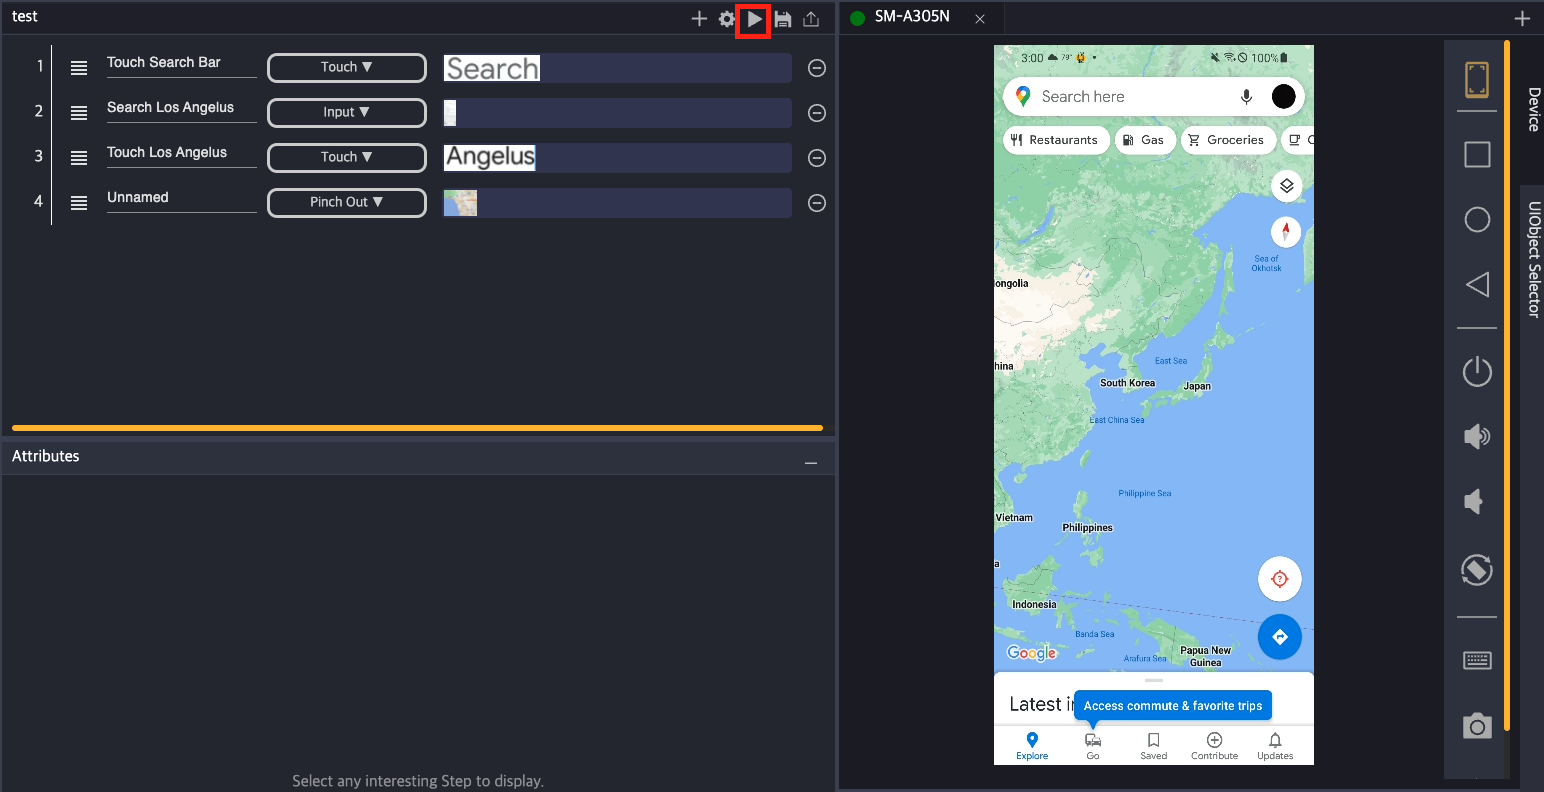 test
1 Touch Search Bar Touch ▼ Search
2 Search Los Angelus Input ▼
3 Touch Los Angelus Touch ▼ Angelus
4 Unnamed Pinch Out ▼
Attributes
Select any interesting Step to display.
SM-A305N
3:00 79° 100%
Search here
Restaurants Gas Groceries C
Sea of
Okhotsk
ongolia
East Sea
hina
South Korea
Japan
East China Sea
Philippine Sea
Vietnam
Philippines
a
Indonesia
Banda Sea
Papua New
Guinea
Google
Arafura Sea
Latest i
Access commute & favorite trips
Explore Go Saved Contribute Updates
Device
UIObject Selector